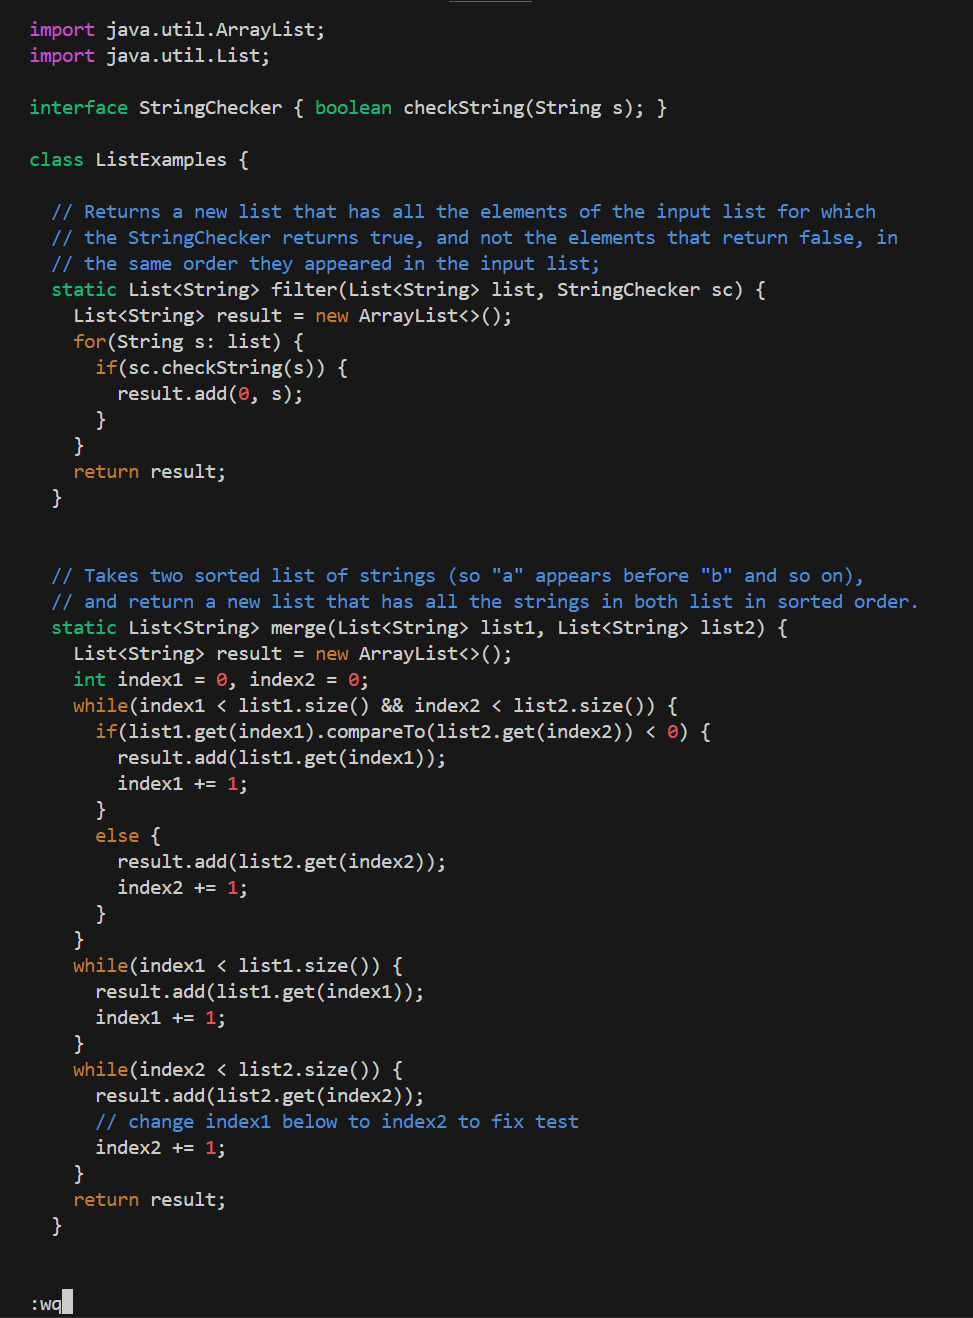 import java.util.ArrayList;
import java.util.List;

interface StringChecker { boolean checkString(String s); }

class ListExamples {

  // Returns a new list that has all the elements of the input list for which
  // the StringChecker returns true, and not the elements that return false, in
  // the same order they appeared in the input list;
  static List<String> filter(List<String> list, StringChecker sc) {
    List<String> result = new ArrayList<>();
    for(String s: list) {
      if(sc.checkString(s)) {
        result.add(0, s);
      }
    }
    return result;
  }


  // Takes two sorted list of strings (so "a" appears before "b" and so on),
  // and return a new list that has all the strings in both list in sorted order.
  static List<String> merge(List<String> list1, List<String> list2) {
    List<String> result = new ArrayList<>();
    int index1 = 0, index2 = 0;
    while(index1 < list1.size() && index2 < list2.size()) {
      if(list1.get(index1).compareTo(list2.get(index2)) < 0) {
        result.add(list1.get(index1));
        index1 += 1;
      }
      else {
        result.add(list2.get(index2));
        index2 += 1;
      }
    }
    while(index1 < list1.size()) {
      result.add(list1.get(index1));
      index1 += 1;
    }
    while(index2 < list2.size()) {
      result.add(list2.get(index2));
      // change index1 below to index2 to fix test
      index2 += 1;
    }
    return result;
  }


:wq